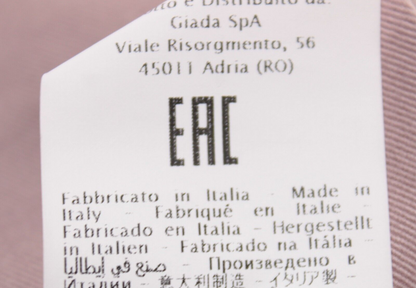 e Distribuito da:
Giada SpA
Viale Risorgmento, 56
45011 Adria (RO)
EAC
Fabbricato in Italia - Made in
Italy - Fabriqué en Italie -
Fabricado en Italia - Hergestellt
in Italien - Fabricado na Itália -
صنع في إيطاليا - Произведено в
Италии - 意大利制造 - イタリア製 -